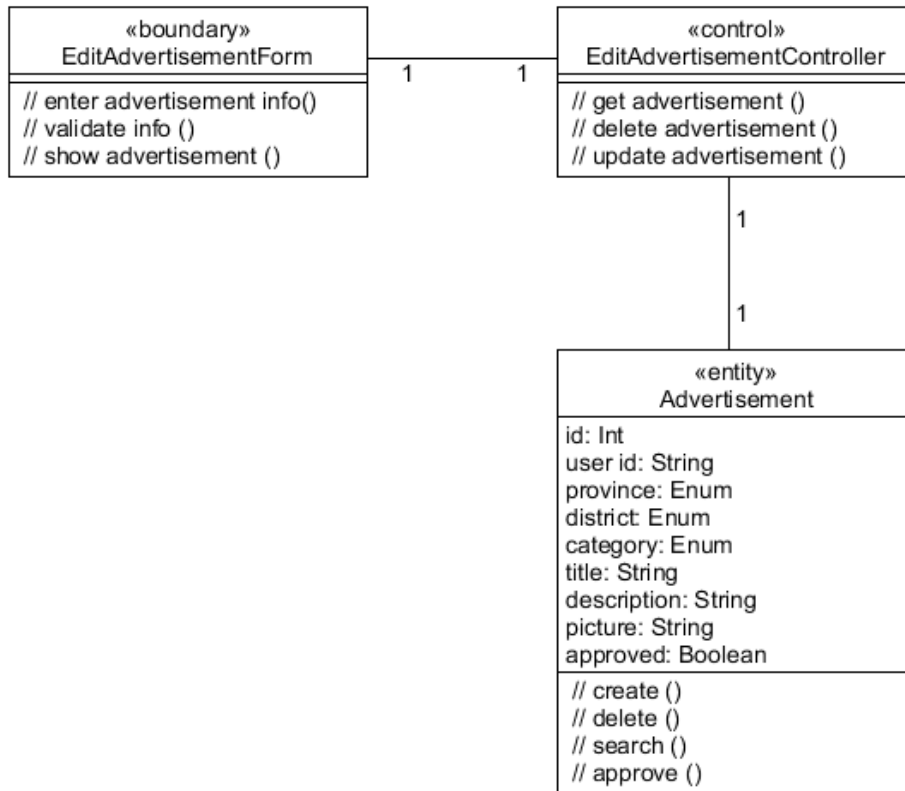 «boundary»
EditAdvertisementForm
// enter advertisement info()
// validate info ()
// show advertisement ()
1
1
«control»
EditAdvertisementController
// get advertisement ()
// delete advertisement ()
// update advertisement ()
1
1
«entity»
Advertisement
id: Int
user id: String
province: Enum
district: Enum
category: Enum
title: String
description: String
picture: String
approved: Boolean
// create ()
// delete ()
// search ()
// approve ()